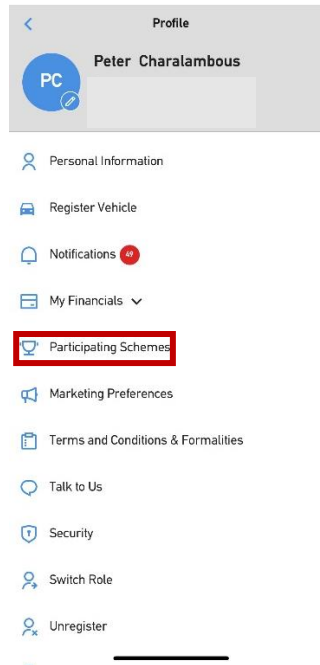 Profile
PC
Peter Charalambous
Personal Information
Register Vehicle
Notifications 49
My Financials
Participating Schemes
Marketing Preferences
Terms and Conditions & Formalities
Talk to Us
Security
Switch Role
Unregister